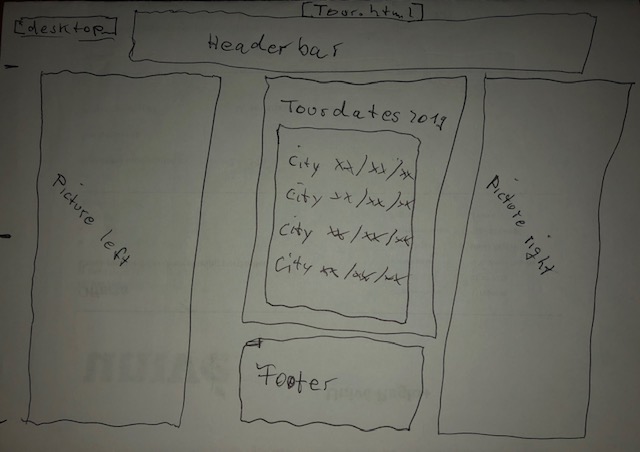 [Tour.html]
[desktop]
Header bar
Tourdates 2019
City xx/xx/xx
City xx/xx/xx
City xx/xx/xx
City xx/xx/xx
Picture left
Picture right
Footer